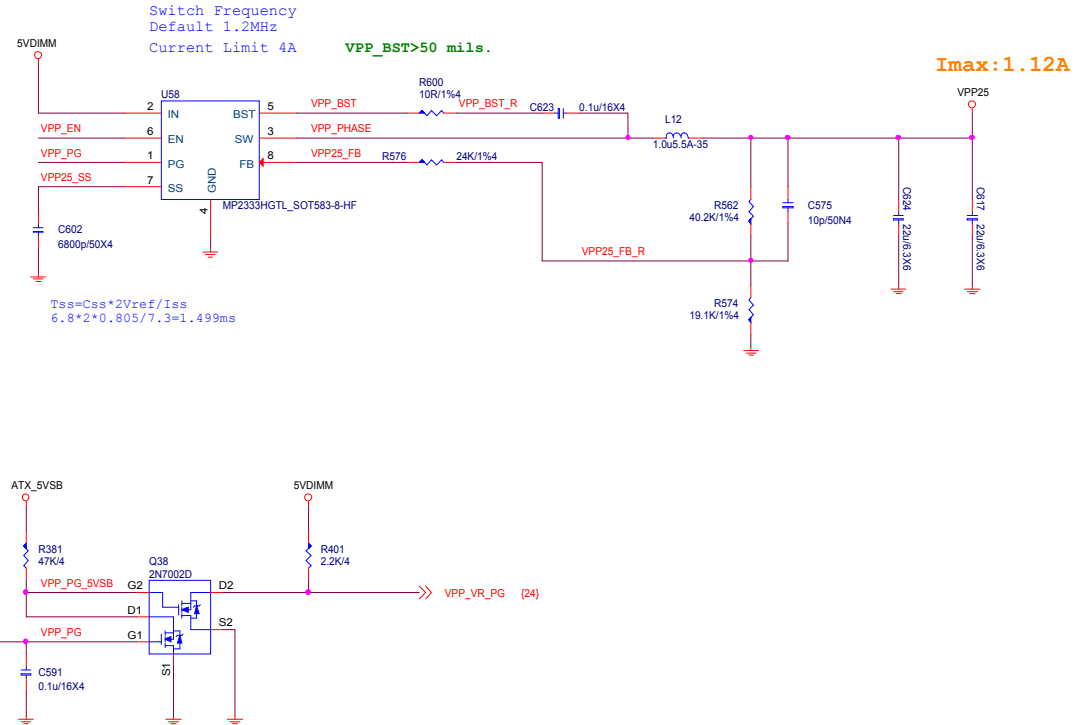 Switch Frequency
Default 1.2MHz
Current Limit 4A
VPP_BST>50 mils.
Imax:1.12A
5VDIMM
VPP25
U58
2
IN
BST
5
VPP_BST
R600
10R/1%4
VPP_BST_R
C623
0.1u/16X4
VPP_EN
6
EN
SW
3
VPP_PHASE
L12
1.0u5.5A-35
VPP_PG
1
PG
FB
8
VPP25_FB
R576
24K/1%4
VPP25_SS
7
SS
GND
4
MP2333HGTL_SOT583-8-HF
C602
6800p/50X4
R562
40.2K/1%4
C575
10p/50N4
C624
22u/6.3X6
C617
22u/6.3X6
VPP25_FB_R
R574
19.1K/1%4
Tss=Css*2Vref/Iss
6.8*2*0.805/7.3=1.499ms
ATX_5VSB
5VDIMM
R381
47K/4
R401
2.2K/4
Q38
2N7002D
VPP_PG_5VSB
G2
D2
VPP_VR_PG {24}
D1
S2
VPP_PG
G1
S1
C591
0.1u/16X4